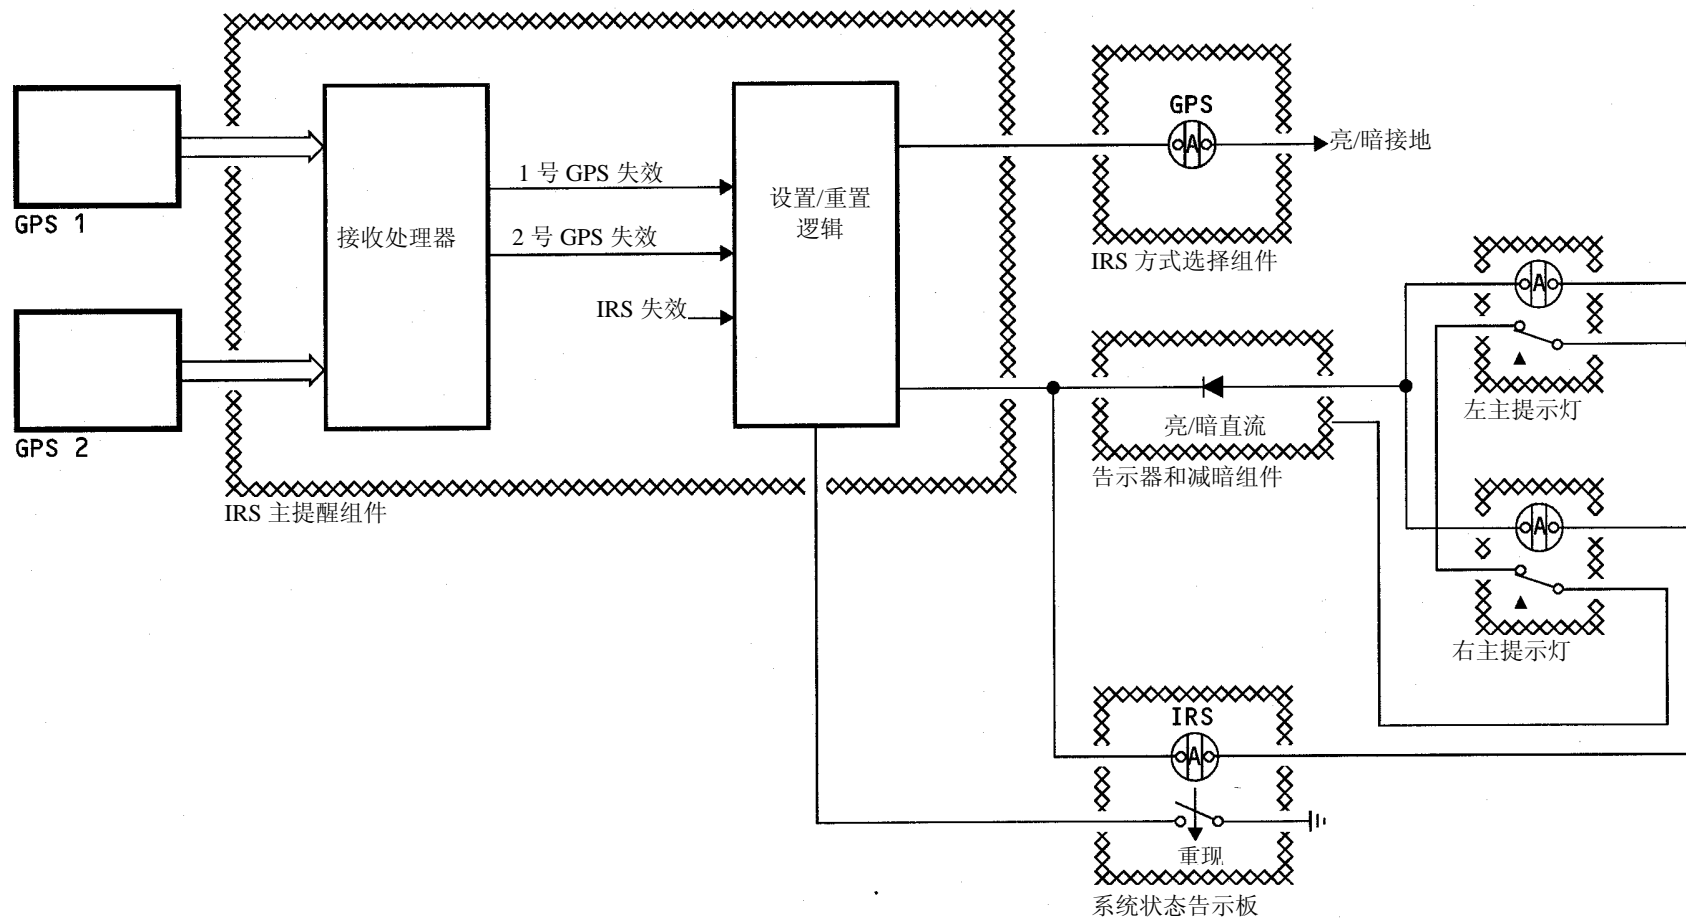 GPS 1
GPS 2
接收处理器
1 号 GPS 失效
2 号 GPS 失效
IRS 失效
设置/重置
逻辑
IRS 主提醒组件
GPS
A
亮/暗接地
IRS 方式选择组件
亮/暗直流
告示器和减暗组件
A
左主提示灯
A
右主提示灯
IRS
A
重现
系统状态告示板